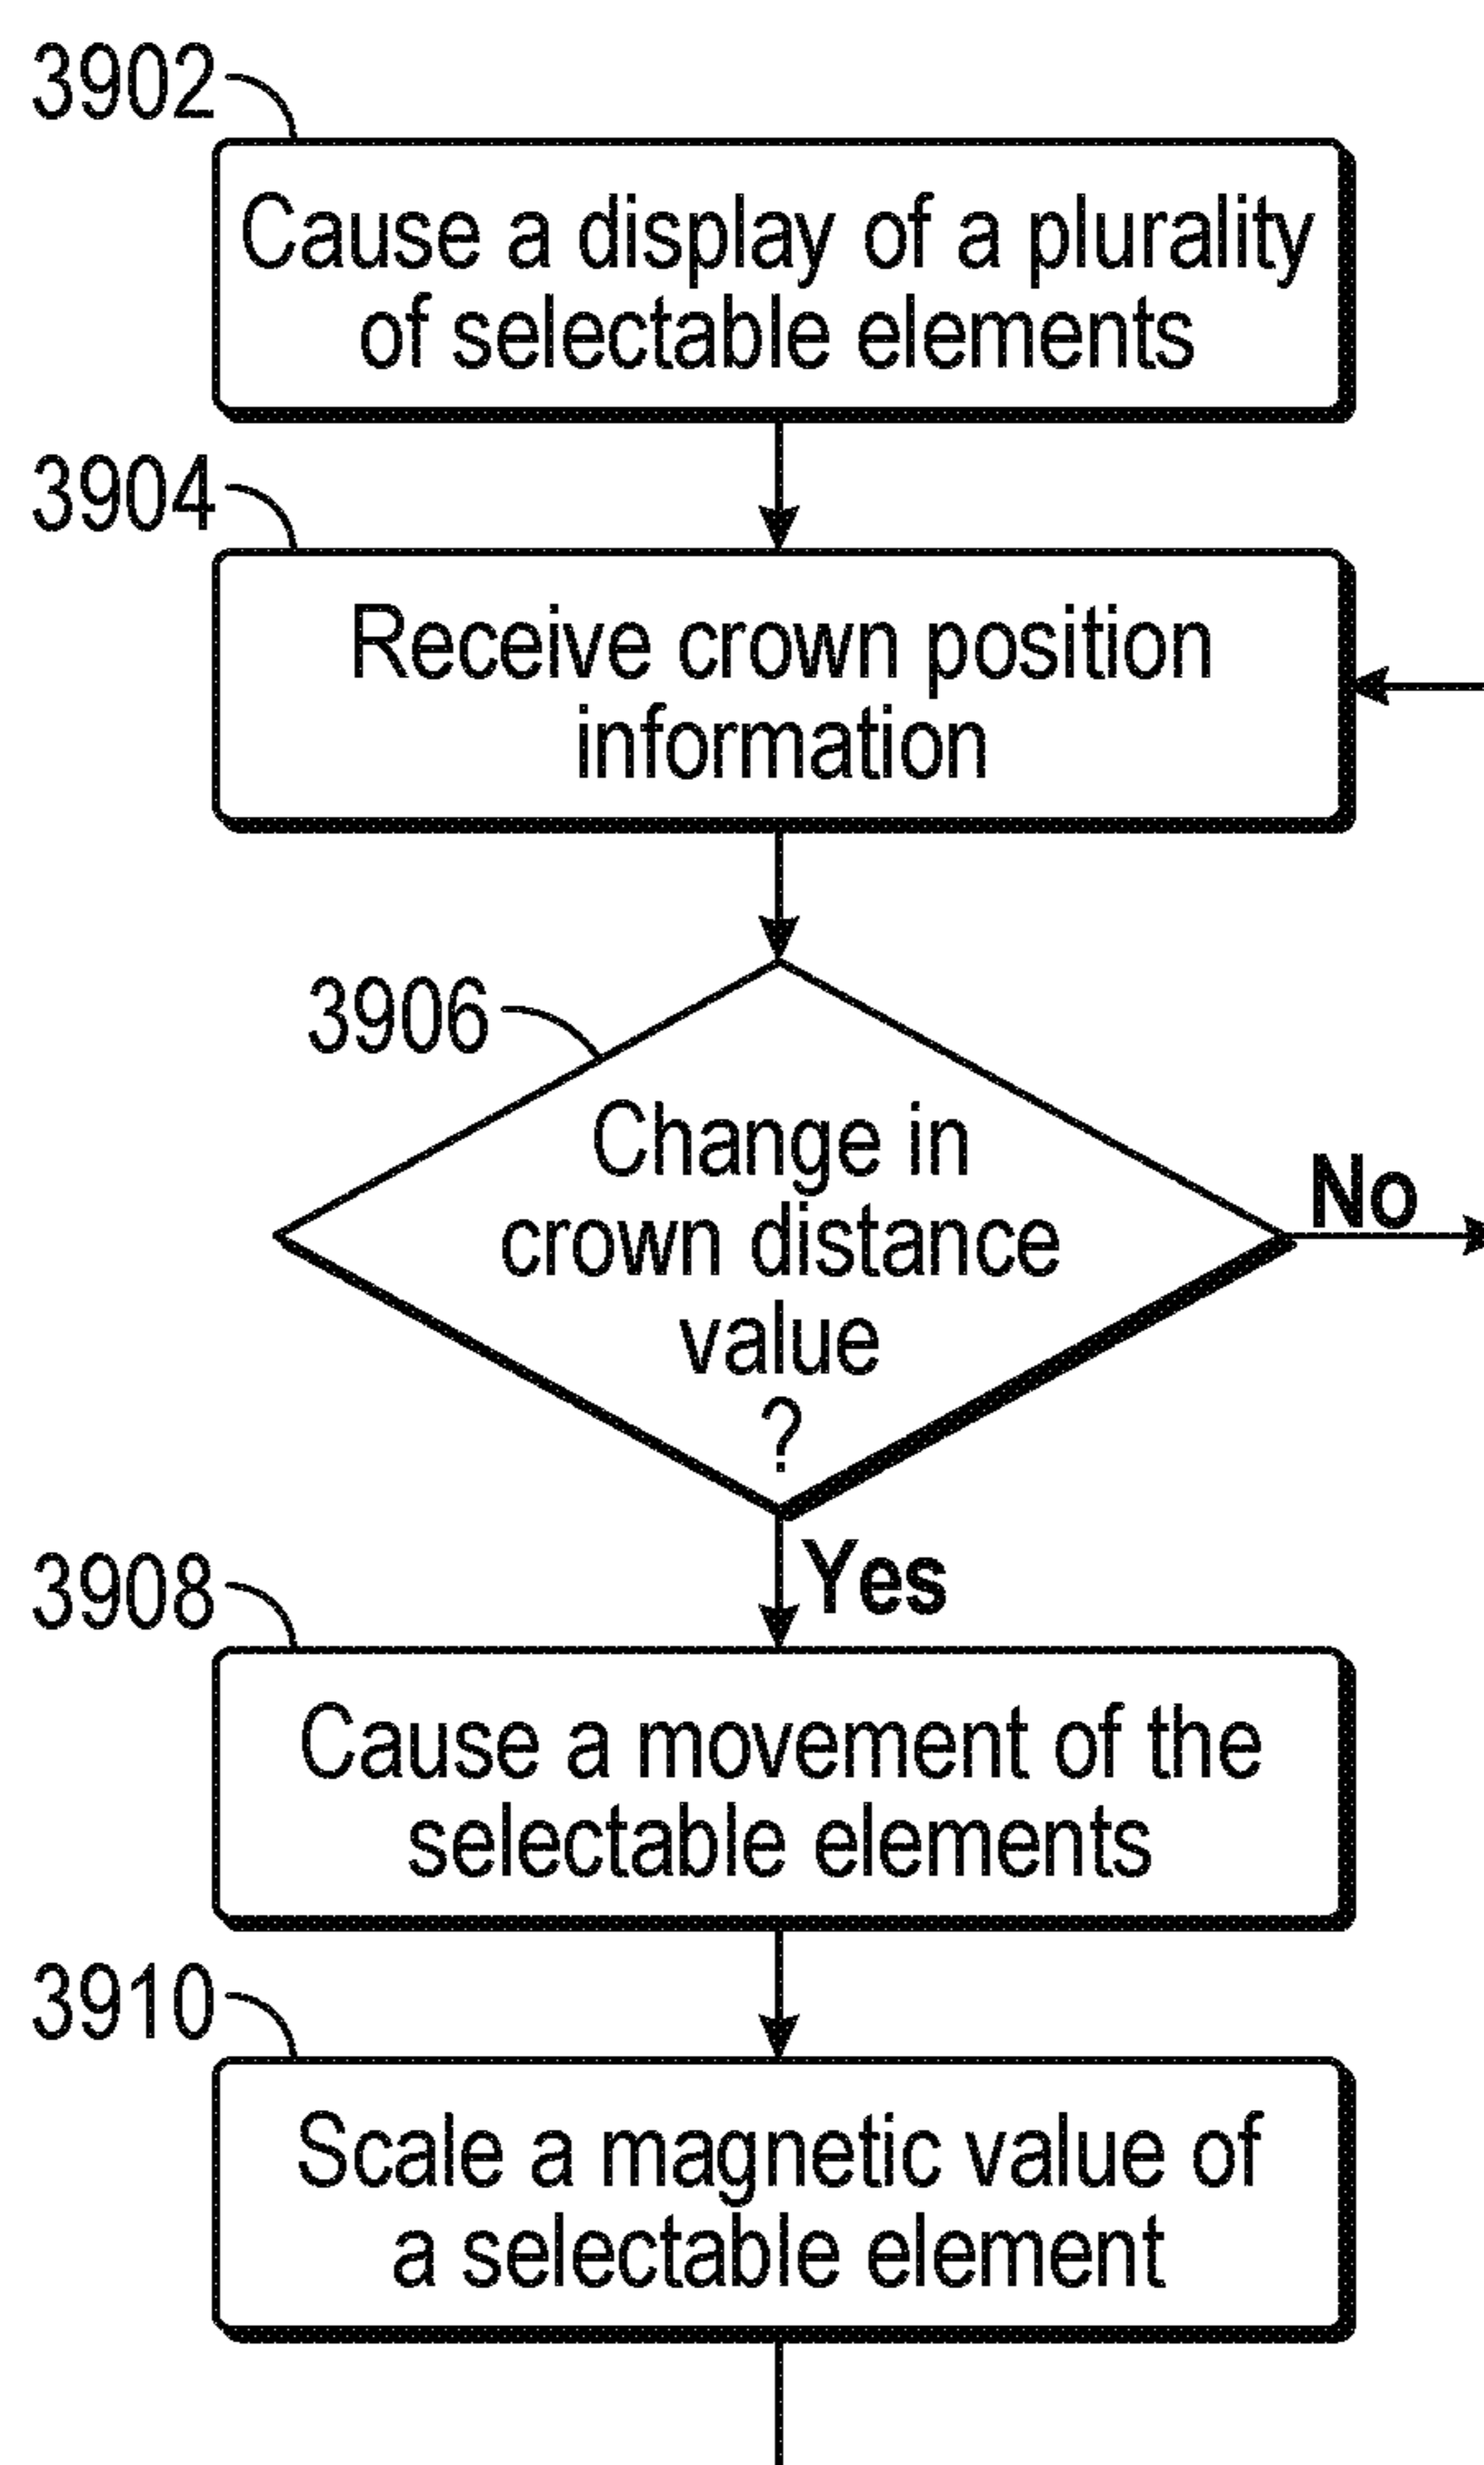 3902
Cause a display of a plurality
of selectable elements
3904
Receive crown position
information
3906
Change in
crown distance
value
?
No
Yes
3908
Cause a movement of the
selectable elements
3910
Scale a magnetic value of
a selectable element